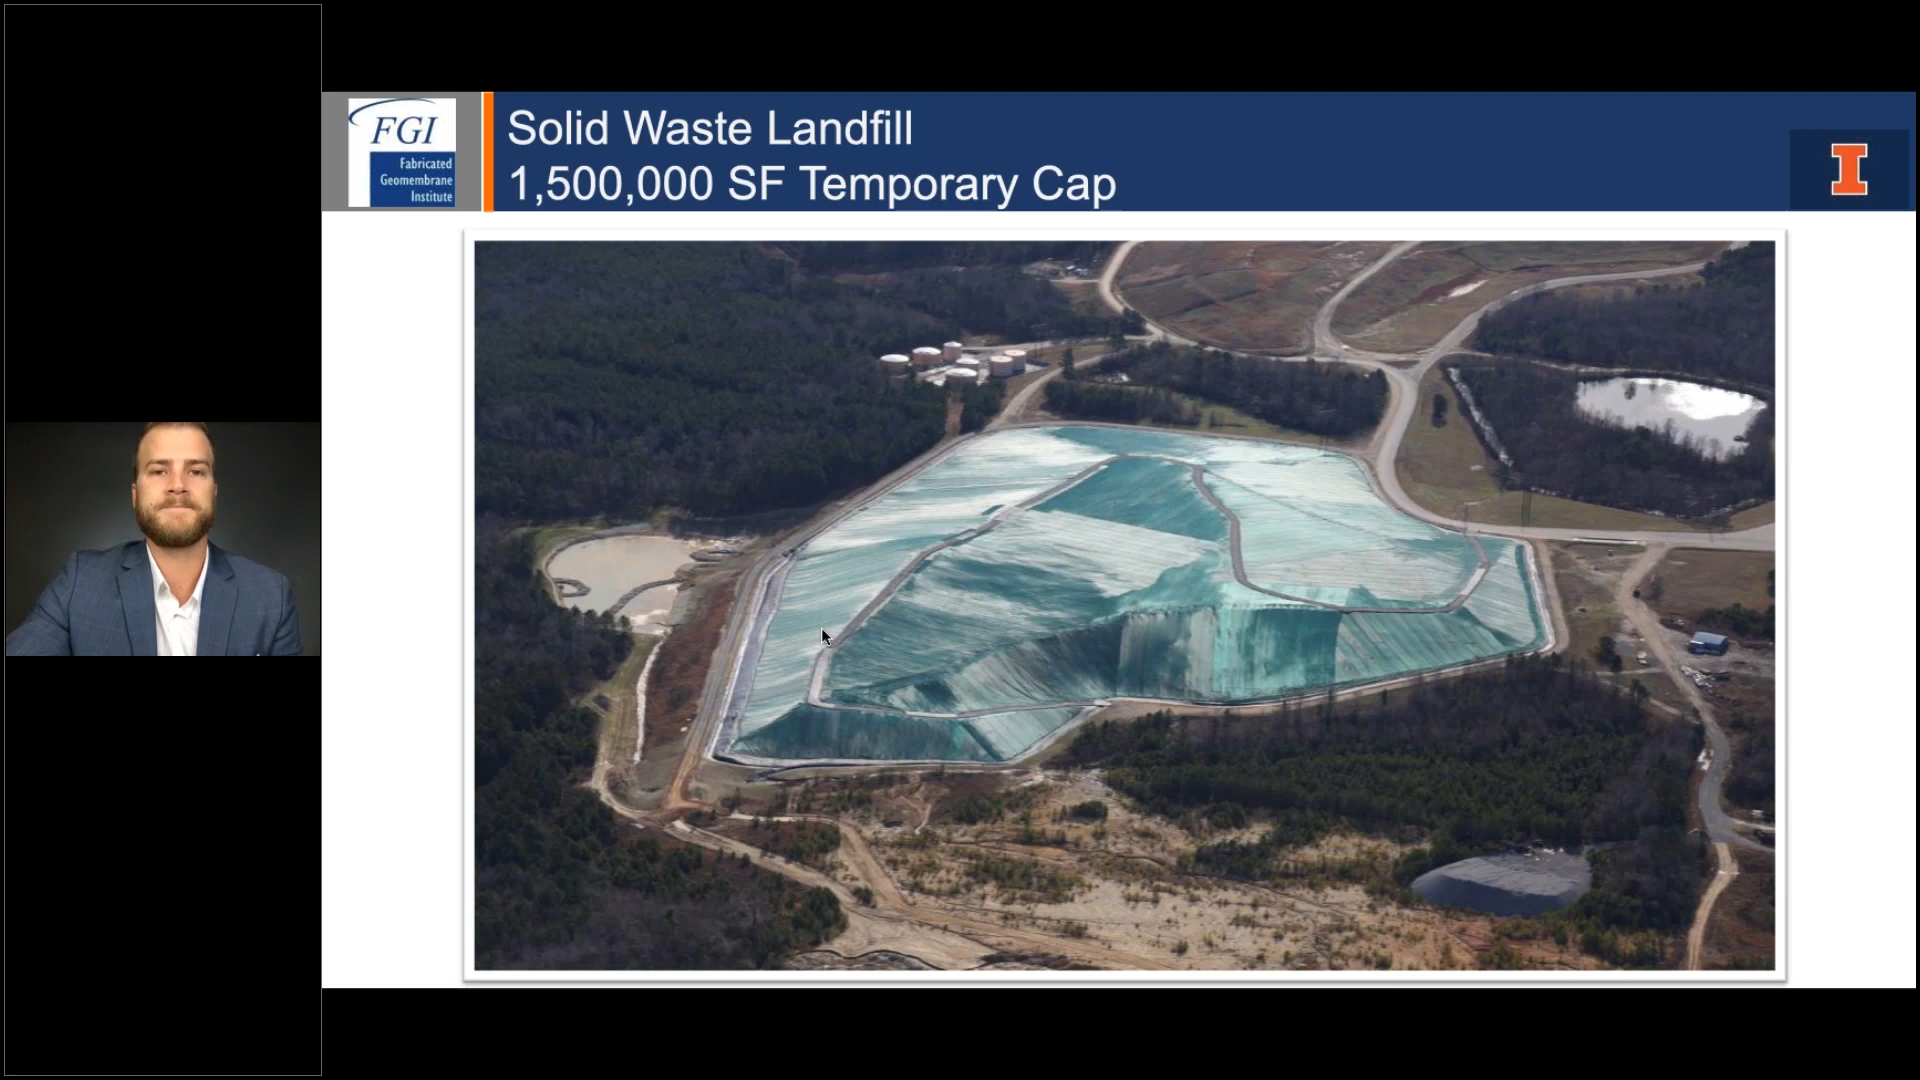 FGI
Fabricated
Geomembrane
Institute
Solid Waste Landfill
1,500,000 SF Temporary Cap
I